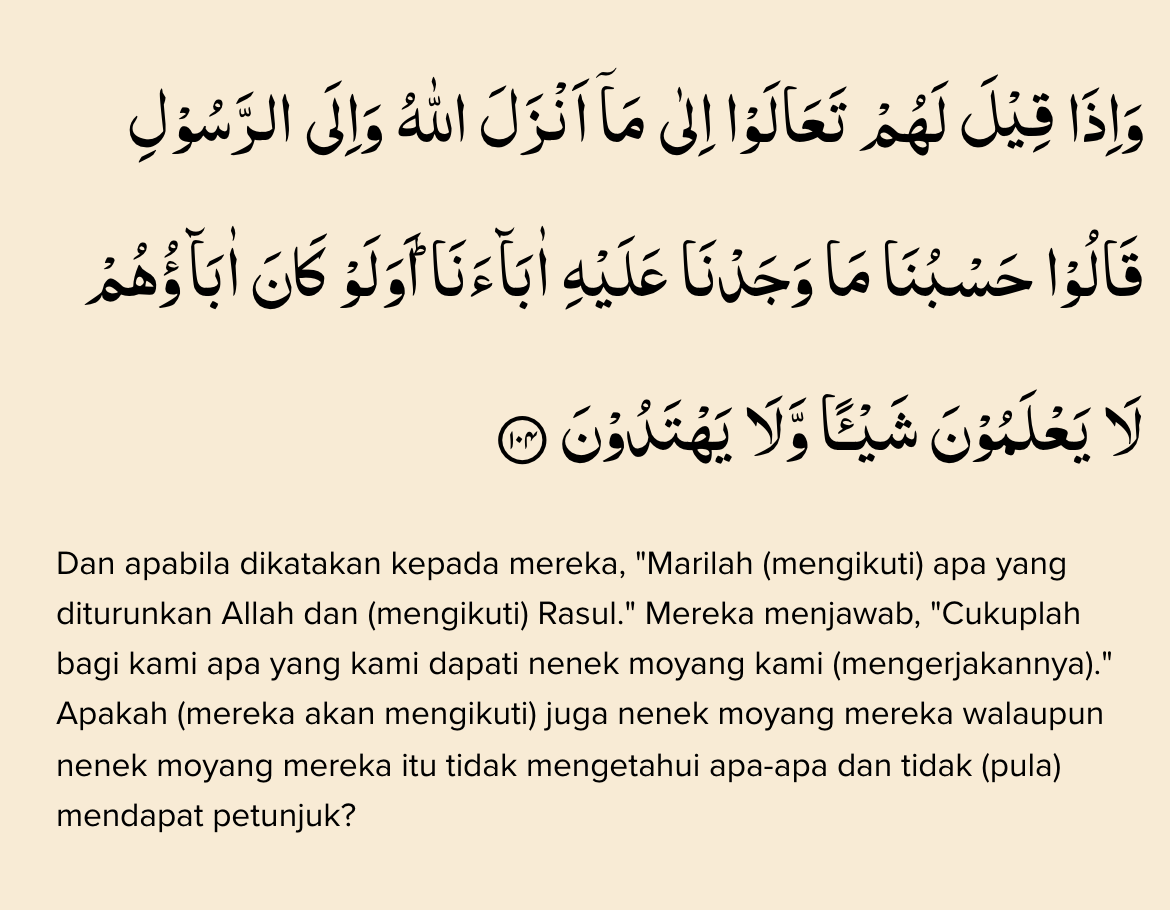 وَاِذَا قِيْلَ لَهُمْ تَعَالَوْا اِلٰى مَآ اَنْزَلَ اللّٰهُ وَاِلَى الرَّسُوْلِ
قَالُوْا حَسْبُنَا مَا وَجَدْنَا عَلَيْهِ اٰبَاۤءَنَا ۗ اَوَلَوْ كَانَ اٰبَاۤؤُهُمْ
لَا يَعْلَمُوْنَ شَيْـًٔا وَّلَا يَهْتَدُوْنَ ١٠٤
Dan apabila dikatakan kepada mereka, "Marilah (mengikuti) apa yang
diturunkan Allah dan (mengikuti) Rasul." Mereka menjawab, "Cukuplah
bagi kami apa yang kami dapati nenek moyang kami (mengerjakannya)."
Apakah (mereka akan mengikuti) juga nenek moyang mereka walaupun
nenek moyang mereka itu tidak mengetahui apa-apa dan tidak (pula)
mendapat petunjuk?